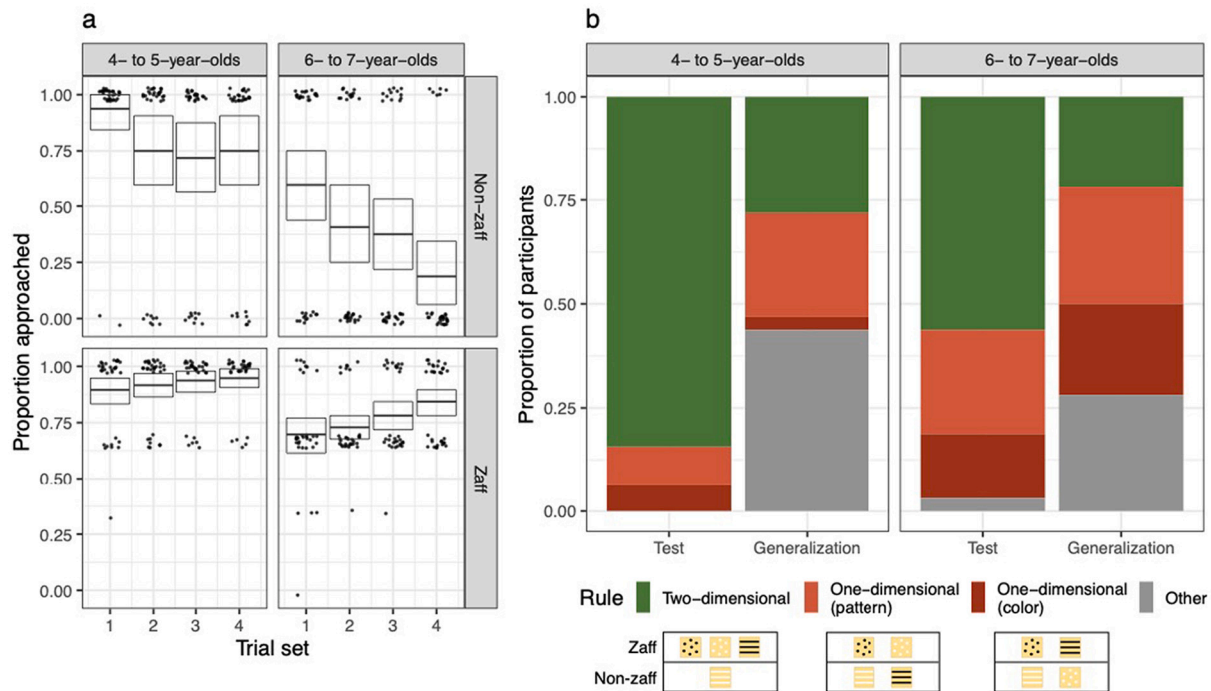 a
4- to 5-year-olds
6- to 7-year-olds
Proportion approached
1.00
0.75
0.50
0.25
0.00
Non-zaff
1.00
0.75
0.50
0.25
0.00
Zaff
1 2 3 4
1 2 3 4
Trial set
b
4- to 5-year-olds
6- to 7-year-olds
Proportion of participants
1.00
0.75
0.50
0.25
0.00
Test Generalization
Test Generalization
Rule Two-dimensional One-dimensional (pattern) One-dimensional (color) Other
Zaff
Non-zaff